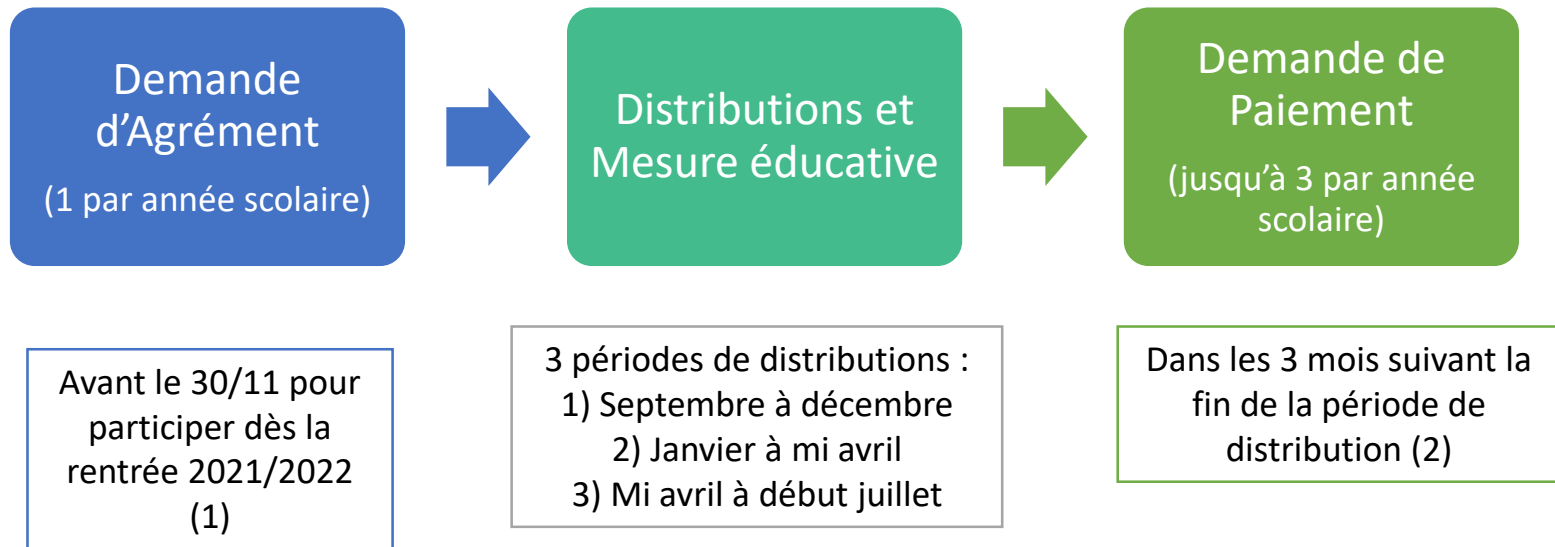 Demande
d’Agrément
(1 par année scolaire)
Distributions et
Mesure éducative
Demande de
Paiement
(jusqu’à 3 par année
scolaire)
Avant le 30/11 pour
participer dès la
rentrée 2021/2022
(1)
3 périodes de distributions :
1) Septembre à décembre
2) Janvier à mi avril
3) Mi avril à début juillet
Dans les 3 mois suivant la
fin de la période de
distribution (2)